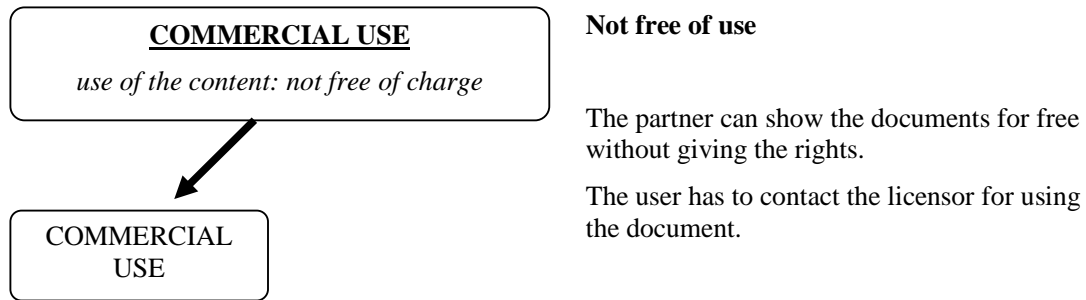 COMMERCIAL USE
use of the content: not free of charge
COMMERCIAL
USE
Not free of use
The partner can show the documents for free
without giving the rights.
The user has to contact the licensor for using
the document.